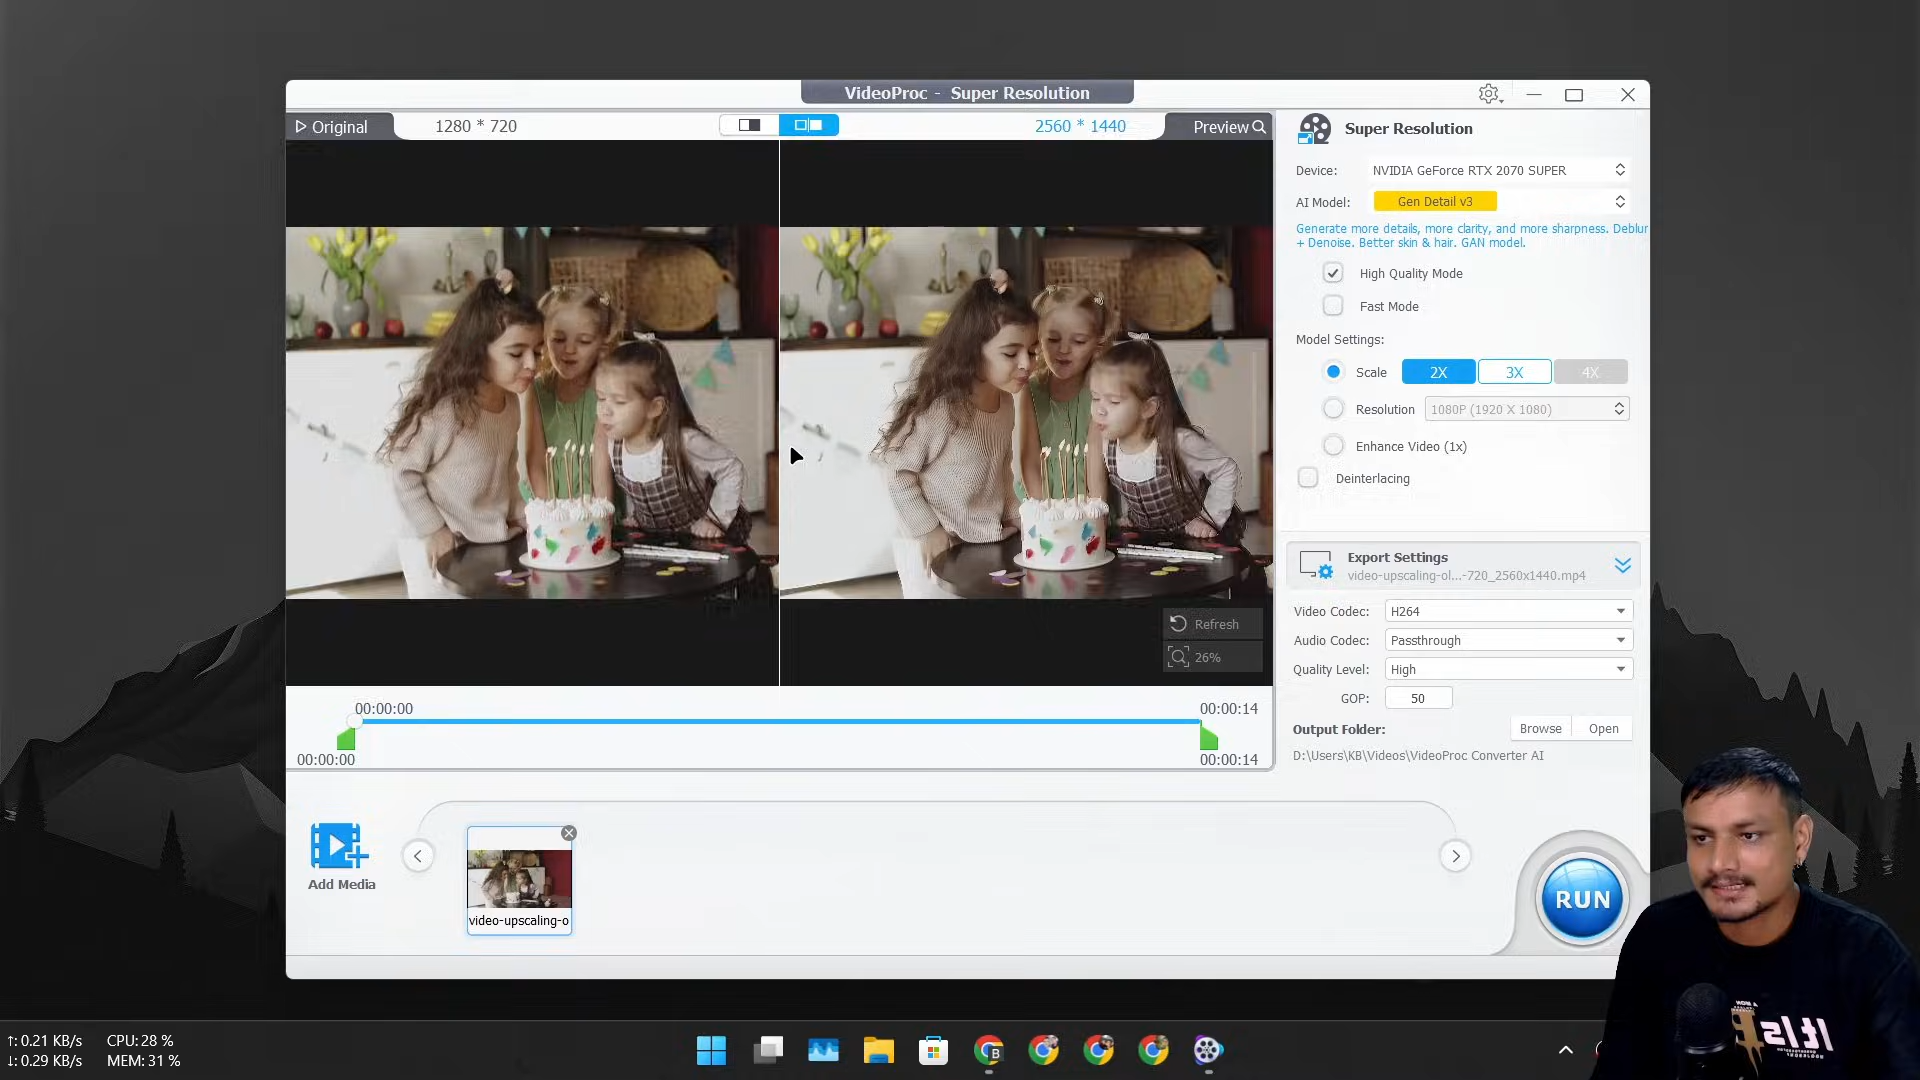 VideoProc - Super Resolution
Original
1280 * 720
2560 * 1440
Preview
Super Resolution
Device:
NVIDIA GeForce RTX 2070 SUPER
AI Model:
Gen Detail v3
Generate more details, more clarity, and more sharpness. Deblur
+ Denoise. Better skin & hair. GAN model.
High Quality Mode
Fast Mode
Model Settings:
Scale
2X
3X
4X
Resolution
1080P (1920 X 1080)
Enhance Video (1x)
Deinterlacing
Refresh
26%
Export Settings
video-upscaling-ol...-720_2560x1440.mp4
Video Codec:
H264
Audio Codec:
Passthrough
Quality Level:
High
GOP:
50
Output Folder:
Browse
Open
D:\Users\KB\Videos\VideoProc Converter AI
00:00:00
00:00:14
00:00:00
00:00:14
Add Media
video-upscaling-o
RUN
↑: 0.21 KB/s
CPU: 28 %
↓: 0.29 KB/s
MEM: 31 %
B